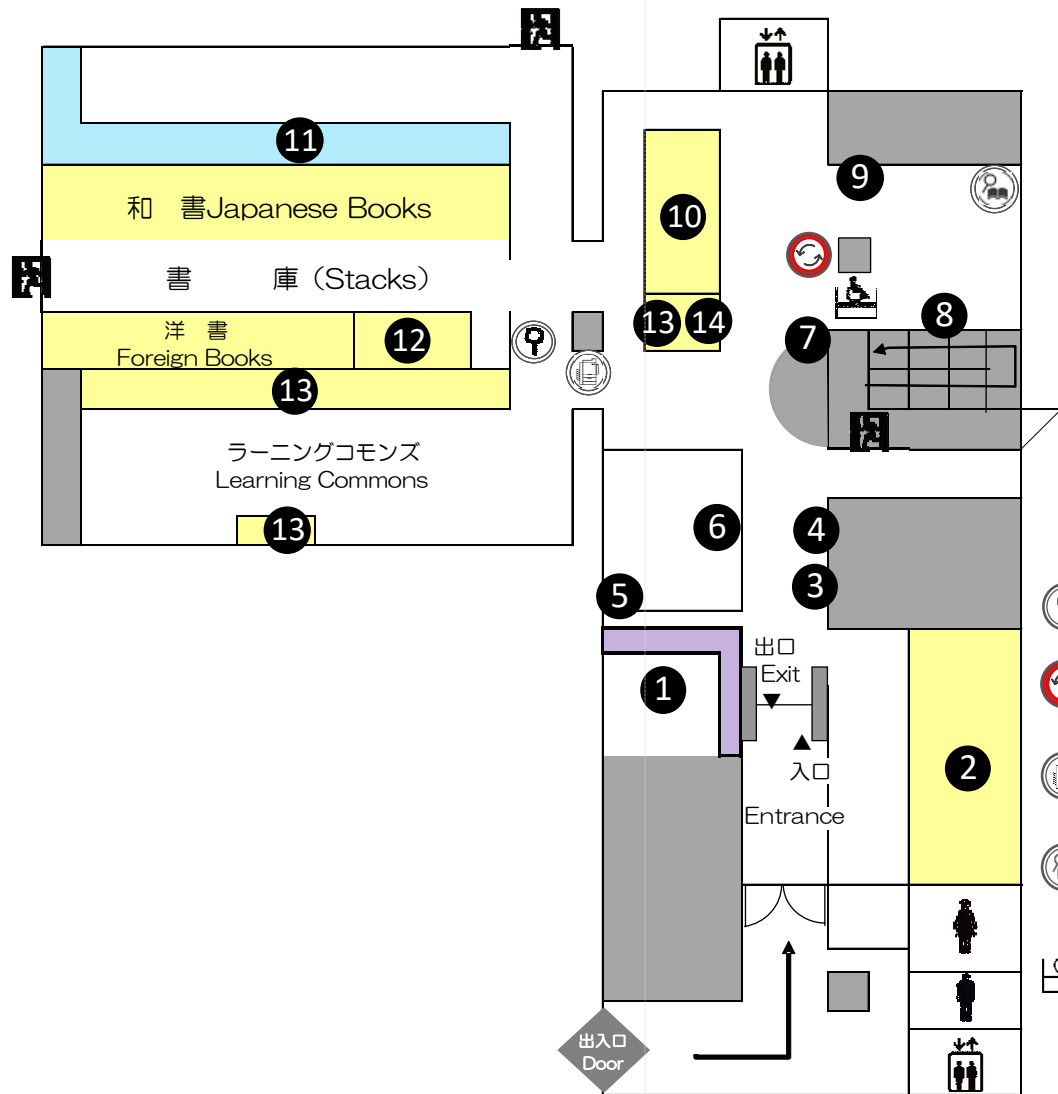 11
和 書Japanese Books
10
9
書 庫（Stacks）
洋 書
Foreign Books
12
13
13
14
7
8
ラーニングコモンズ
Learning Commons
13
6
4
5
3
出口
Exit
1
入口
2
Entrance
出入口
Door